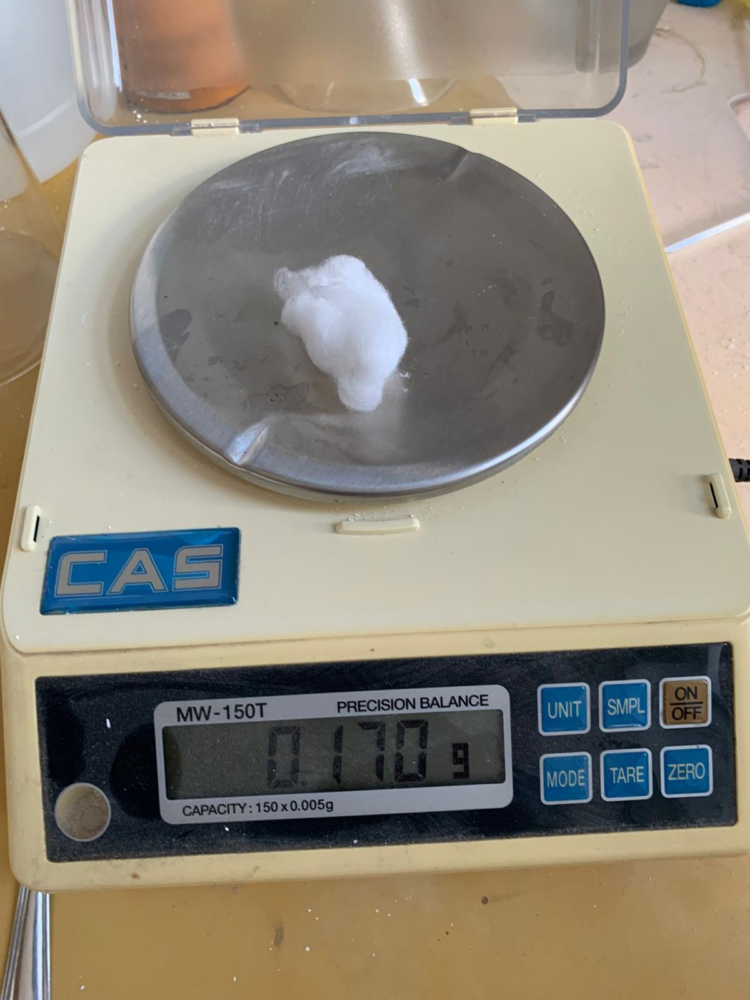 CAS
MW-150T PRECISION BALANCE
0.170 g
CAPACITY : 150 x 0.005g
UNIT SMPL ON/OFF
MODE TARE ZERO